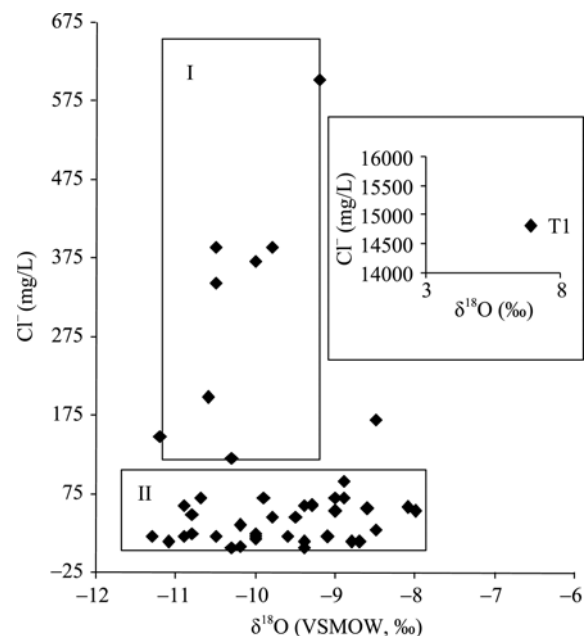 675
575
475
375
275
175
75
−25
Cl⁻ (mg/L)
I
II
−12 −11 −10 −9 −8 −7 −6
δ¹⁸O (VSMOW, ‰)
16000
15500
15000
14500
14000
Cl⁻ (mg/L)
T1
3 8
δ¹⁸O (‰)